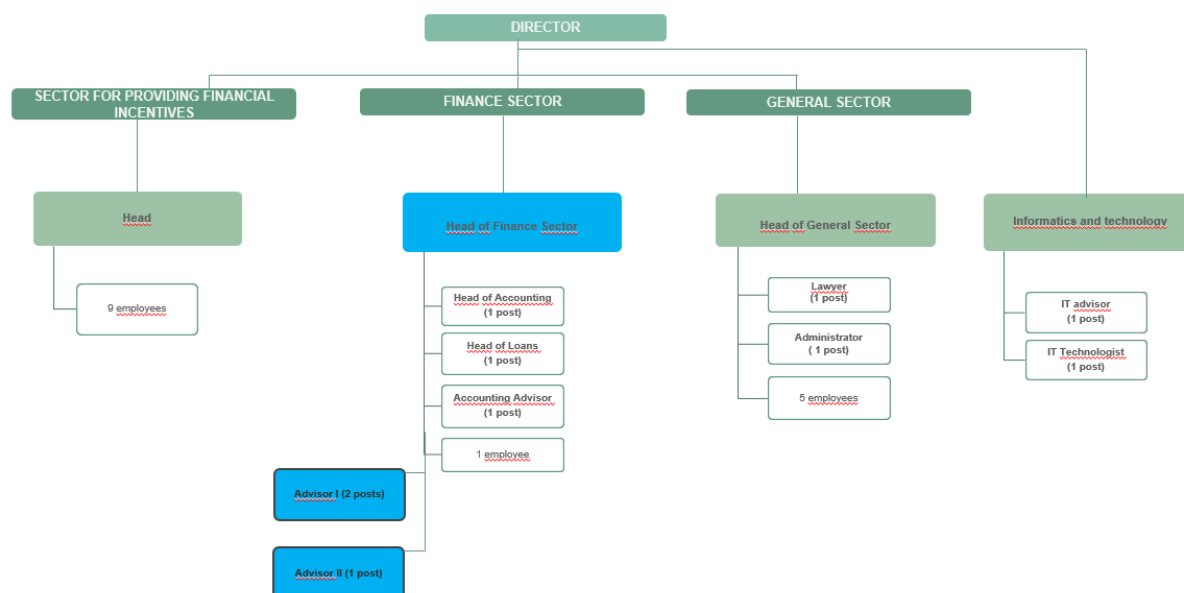 DIRECTOR
SECTOR FOR PROVIDING FINANCIAL
INCENTIVES
FINANCE SECTOR
GENERAL SECTOR
Head
Head of Finance Sector
Head of General Sector
Informatics and technology
9 employees
Head of Accounting
(1 post)
Head of Loans
(1 post)
Accounting Advisor
(1 post)
1 employee
Advisor I (2 posts)
Advisor II (1 post)
Lawyer
(1 post)
Administrator
( 1 post)
5 employees
IT advisor
(1 post)
IT Technologist
(1 post)